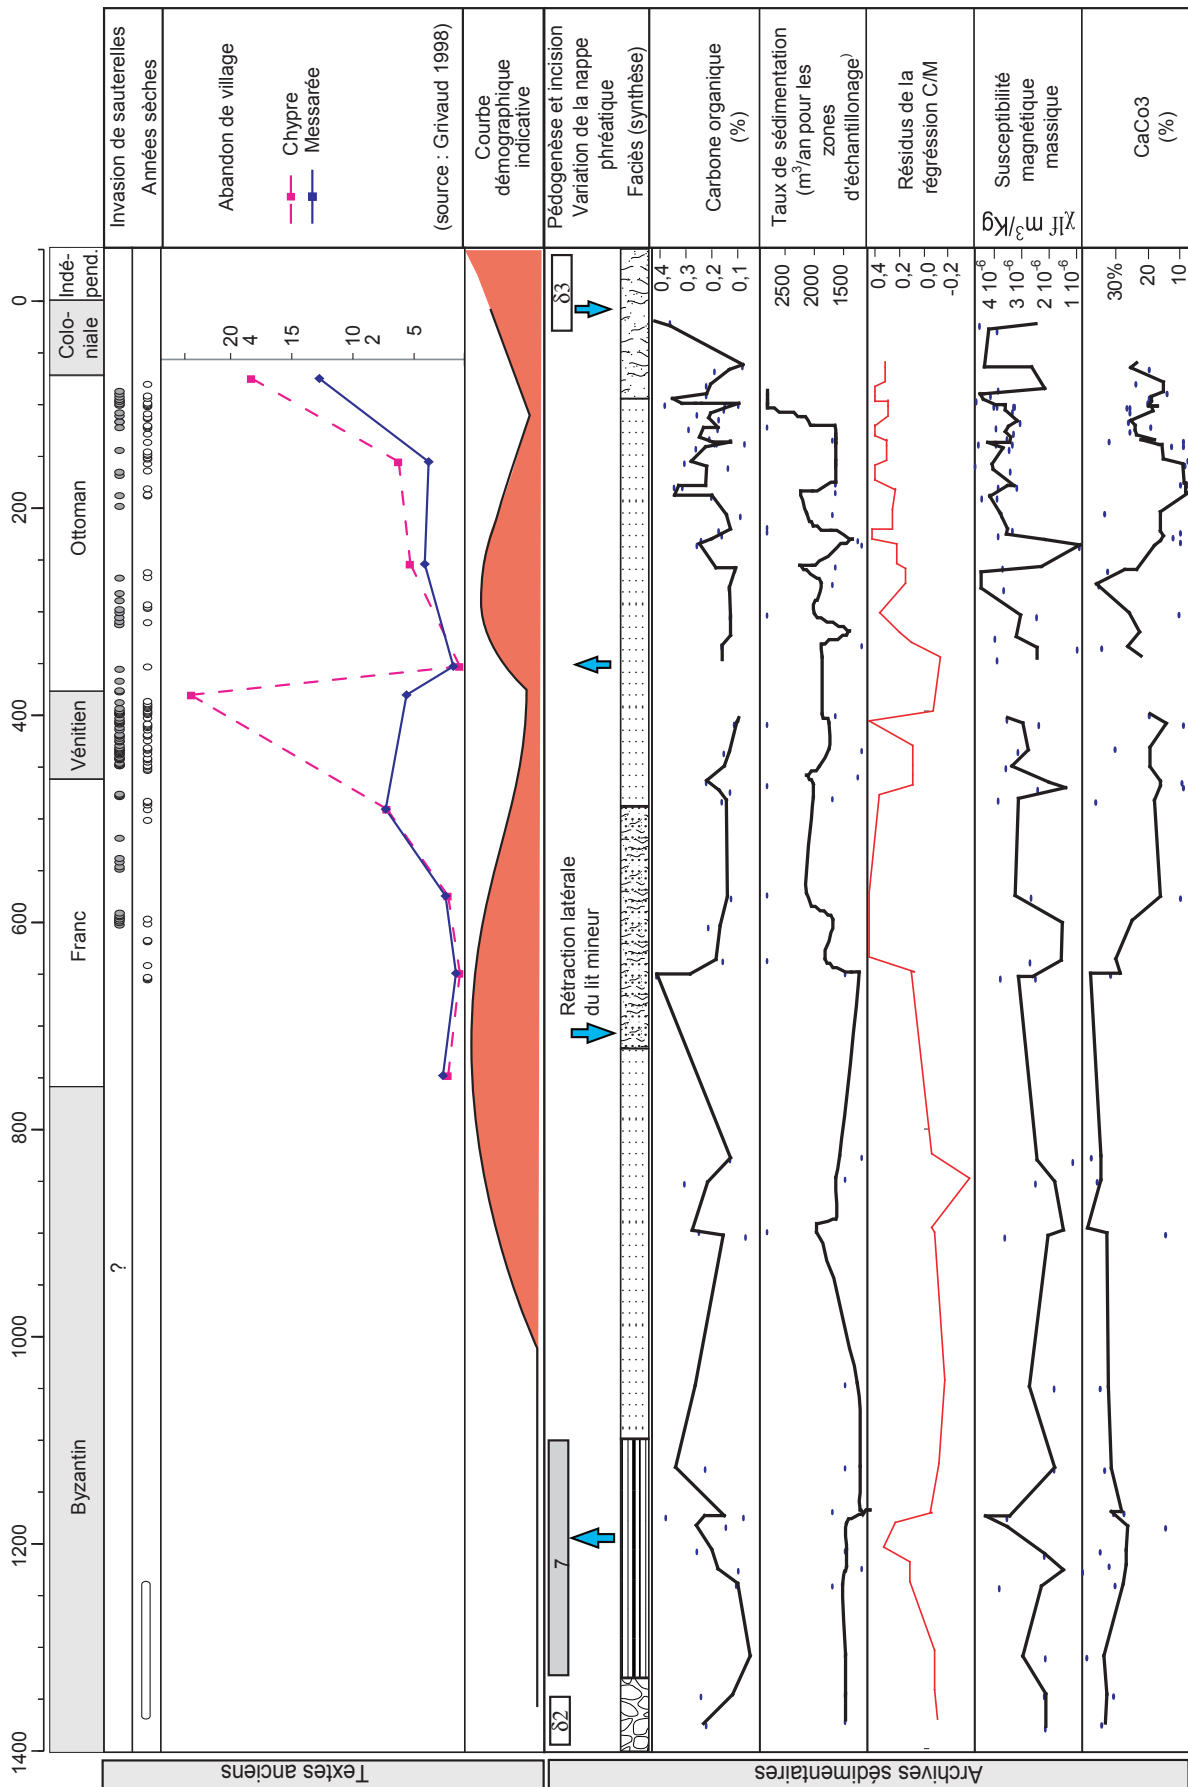 1400
1200
1000
800
600
400
200
0
Byzantin
Franc
Vénitien
Ottoman
Colo-
niale
Indé-
pend.
Textes anciens
?
Invasion de sauterelles
Années sèches
20
15
10
5
4
2
Abandon de village
Chypre
Messarée
(source : Grivaud 1998)
Courbe
démographique
indicative
Archives sédimentaires
δ2
7
Rétraction latérale
du lit mineur
δ3
Pédogenèse et incision
Variation de la nappe
phréatique
Faciès (synthèse)
0,4
0,3
0,2
0,1
Carbone organique
(%)
2500
2000
1500
Taux de sédimentation
(m³/an pour les
zones
d'échantillonage)
0,4
0,2
0,0
-0,2
Résidus de la
régréssion C/M
4 10⁻⁶
3 10⁻⁶
2 10⁻⁶
1 10⁻⁶
χlf m³/Kg
Susceptibilité
magnétique
massique
30%
20
10
CaCo3
(%)